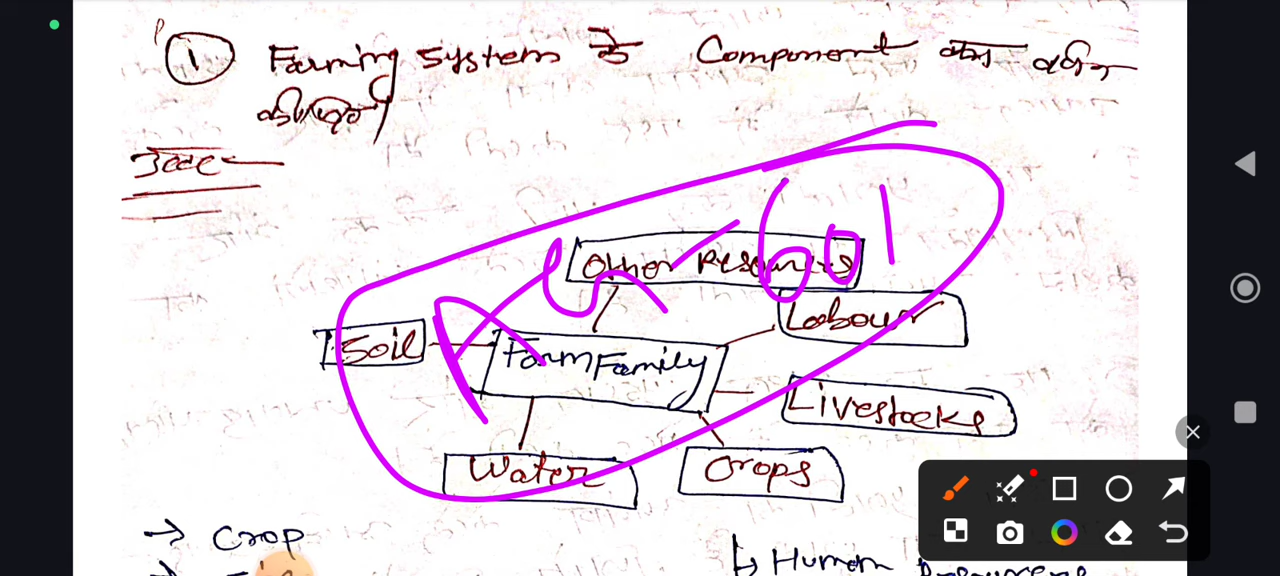 ① Farming System के Component का वर्णन
कीजिए
उत्तर
Other Resources
601
Labour
Soil
Farm Family
Livestocks
Water
Crops
→ Crop
↳ Human